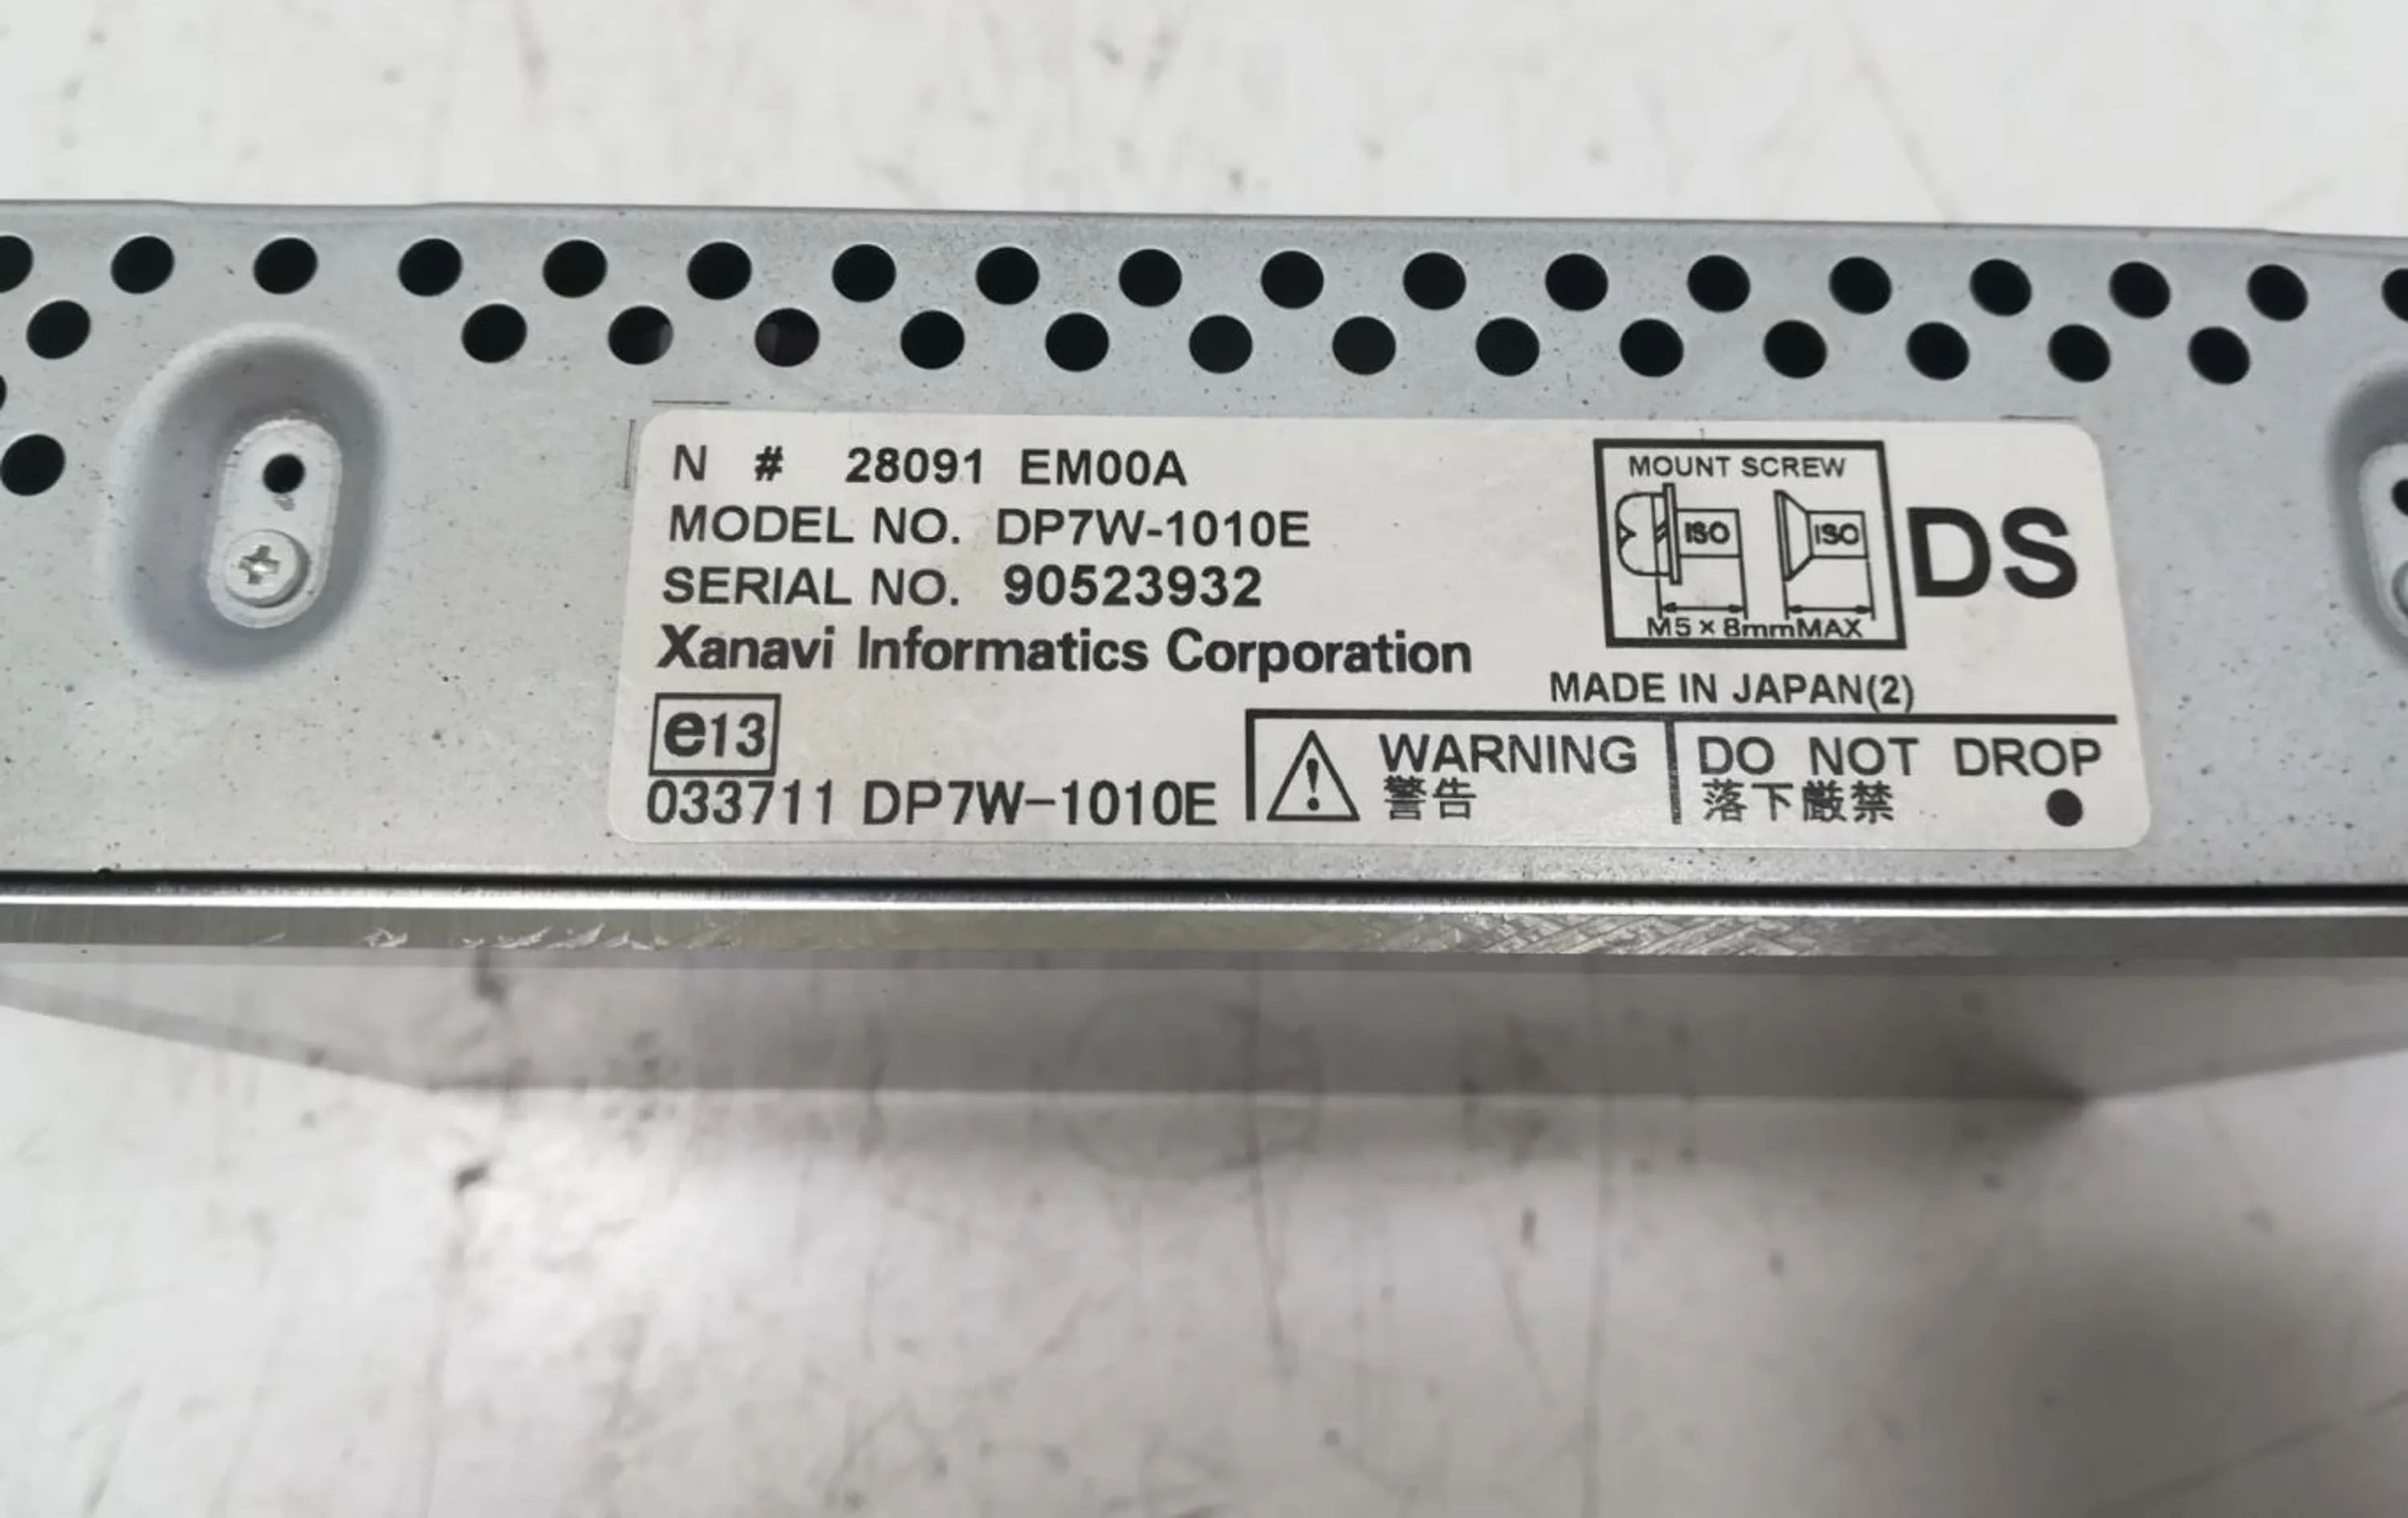 N # 28091 EM00A
MODEL NO. DP7W-1010E
SERIAL NO. 90523932
Xanavi Informatics Corporation
e13
033711 DP7W-1010E
MOUNT SCREW
ISO ISO
M5×8mmMAX
DS
MADE IN JAPAN(2)
WARNING
警告
DO NOT DROP
落下厳禁